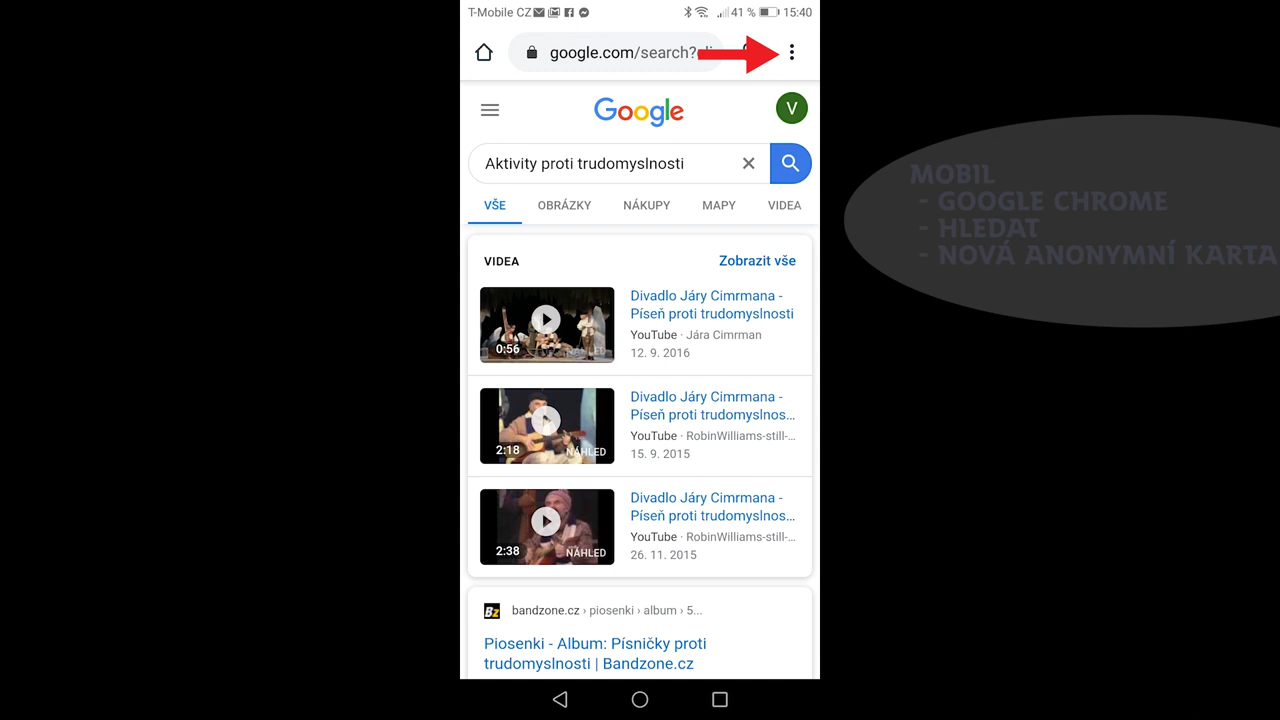 T-Mobile CZ
41 % 15:40
google.com/search?
Google
V
Aktivity proti trudomyslnosti
VŠE OBRÁZKY NÁKUPY MAPY VIDEA
VIDEA
Zobrazit vše
Divadlo Járy Cimrmana -
Píseň proti trudomyslnosti
YouTube · Jára Cimrman
12. 9. 2016
0:56
NÁHLED
Divadlo Járy Cimrmana -
Píseň proti trudomyslnos...
YouTube · RobinWilliams-still-...
15. 9. 2015
2:18
NÁHLED
Divadlo Járy Cimrmana -
Píseň proti trudomyslnos...
YouTube · RobinWilliams-still-...
26. 11. 2015
2:38
NÁHLED
Bz
bandzone.cz › piosenki › album › 5...
Piosenki - Album: Písničky proti
trudomyslnosti | Bandzone.cz
MOBIL
- GOOGLE CHROME
- HLEDAT
- NOVÁ ANONYMNÍ KARTA